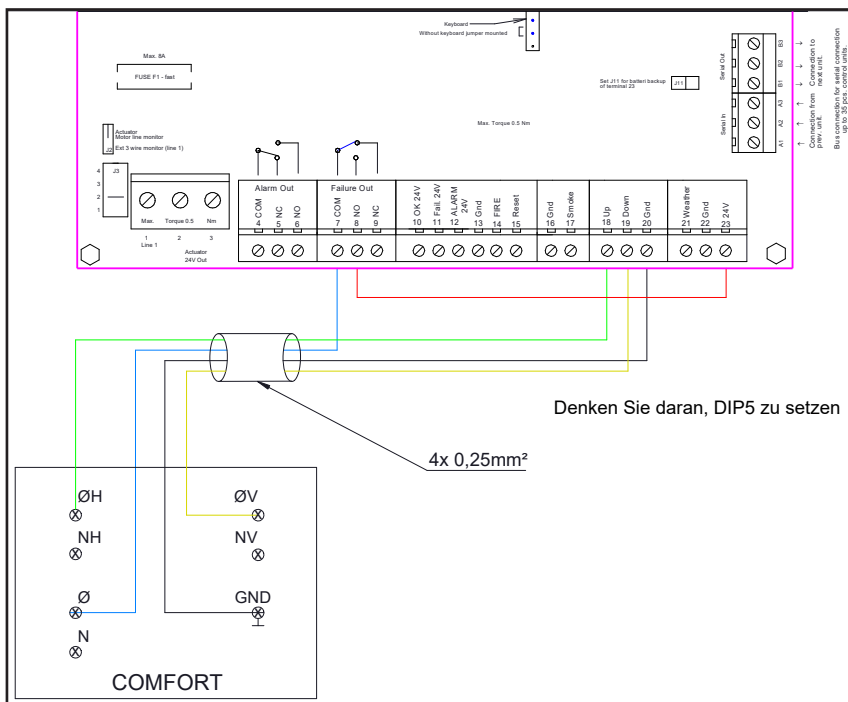 Keyboard
Without keyboard jumper mounted
Max. 8A
FUSE F1 - fast
Set J11 for batteri backup
of terminal 23
J11
Max. Torque 0.5 Nm
Serial Out
Serial In
B3
B2
B1
A3
A2
A1
Connection to
next unit.
Connection from
prev. unit.
Bus connection for serial connection
up to 35 pcs. control units.
Actuator
Motor line monitor
J2
Ext 3 wire monitor (line 1)
J3
4
3
2
1
Max. Torque 0.5 Nm
1 2 3
Line 1
Actuator
24V Out
Alarm Out
4 COM
5 NC
6 NO
Failure Out
7 COM
8 NO
9 NC
10 OK 24V
11 Fail. 24V
12 ALARM
24V
13 Gnd
14 FIRE
15 Reset
16 Gnd
17 Smoke
18 Up
19 Down
20 Gnd
21 Weather
22 Gnd
23 24V
Denken Sie daran, DIP5 zu setzen
4x 0,25mm²
ØH ØV
NH NV
Ø GND
N
COMFORT